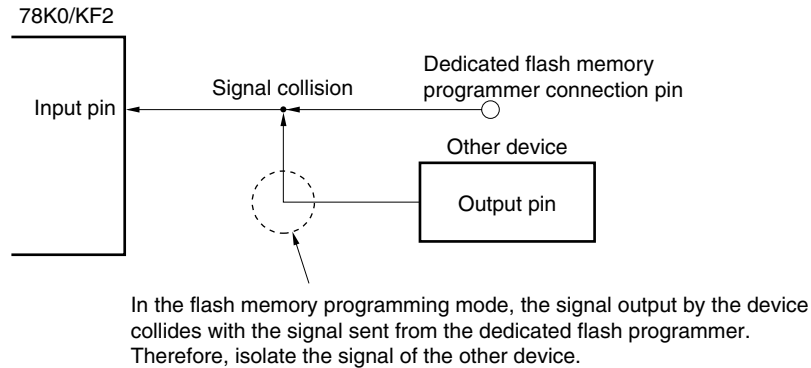 78K0/KF2
Input pin
Signal collision
Dedicated flash memory
programmer connection pin
Other device
Output pin
In the flash memory programming mode, the signal output by the device
collides with the signal sent from the dedicated flash programmer.
Therefore, isolate the signal of the other device.